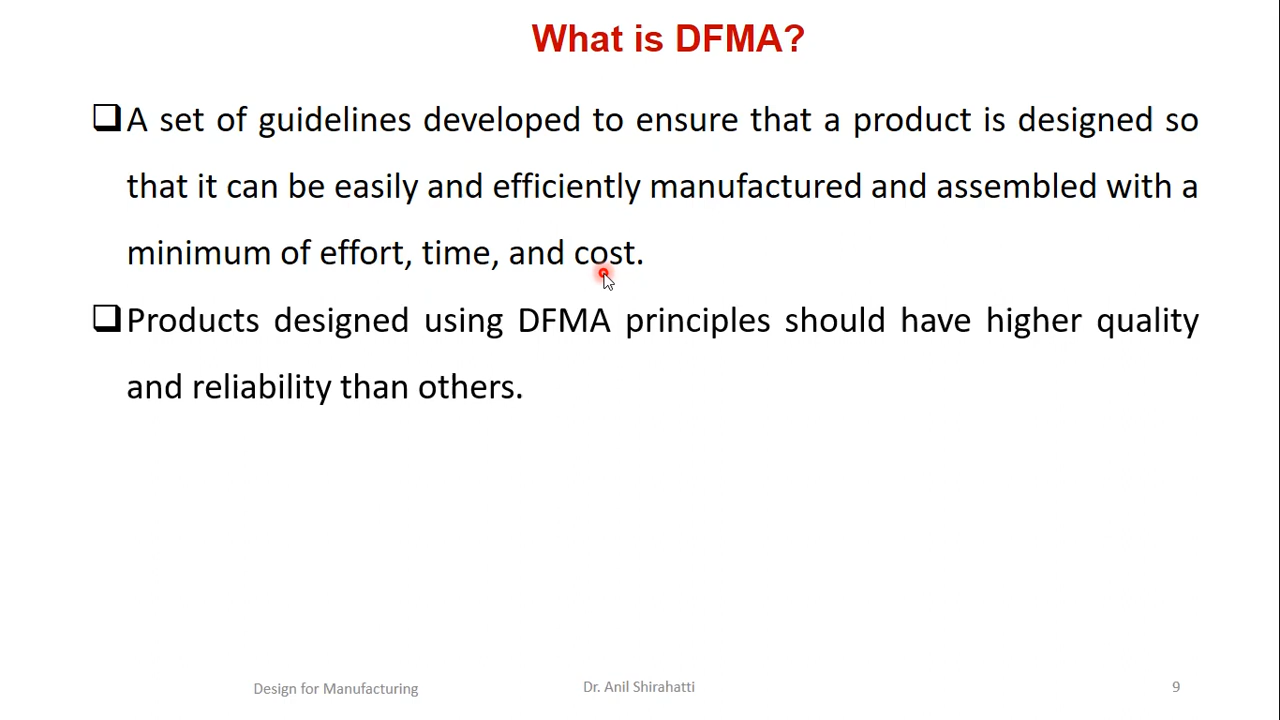 What is DFMA?
A set of guidelines developed to ensure that a product is designed so
that it can be easily and efficiently manufactured and assembled with a
minimum of effort, time, and cost.
Products designed using DFMA principles should have higher quality
and reliability than others.
Design for Manufacturing
Dr. Anil Shirahatti
9